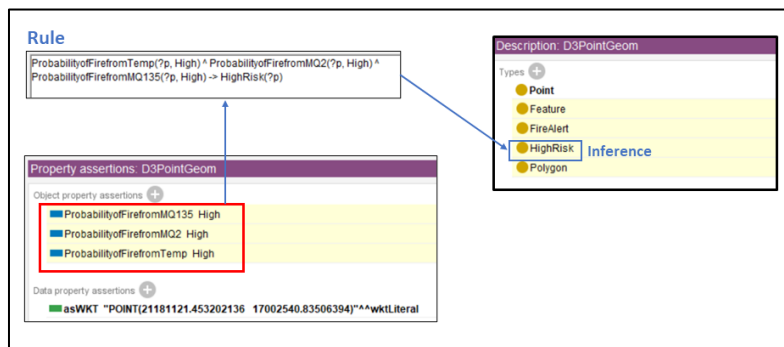 Rule
ProbabilityofFirefromTemp(?p, High) ^ ProbabilityofFirefromMQ2(?p, High) ^
ProbabilityofFirefromMQ135(?p, High) -> HighRisk(?p)
Description: D3PointGeom
Types
Point
Feature
FireAlert
HighRisk
Inference
Polygon
Property assertions: D3PointGeom
Object property assertions
ProbabilityofFirefromMQ135 High
ProbabilityofFirefromMQ2 High
ProbabilityofFirefromTemp High
Data property assertions
asWKT "POINT(21181121.453202136 17002540.83506394)"^^wktLiteral